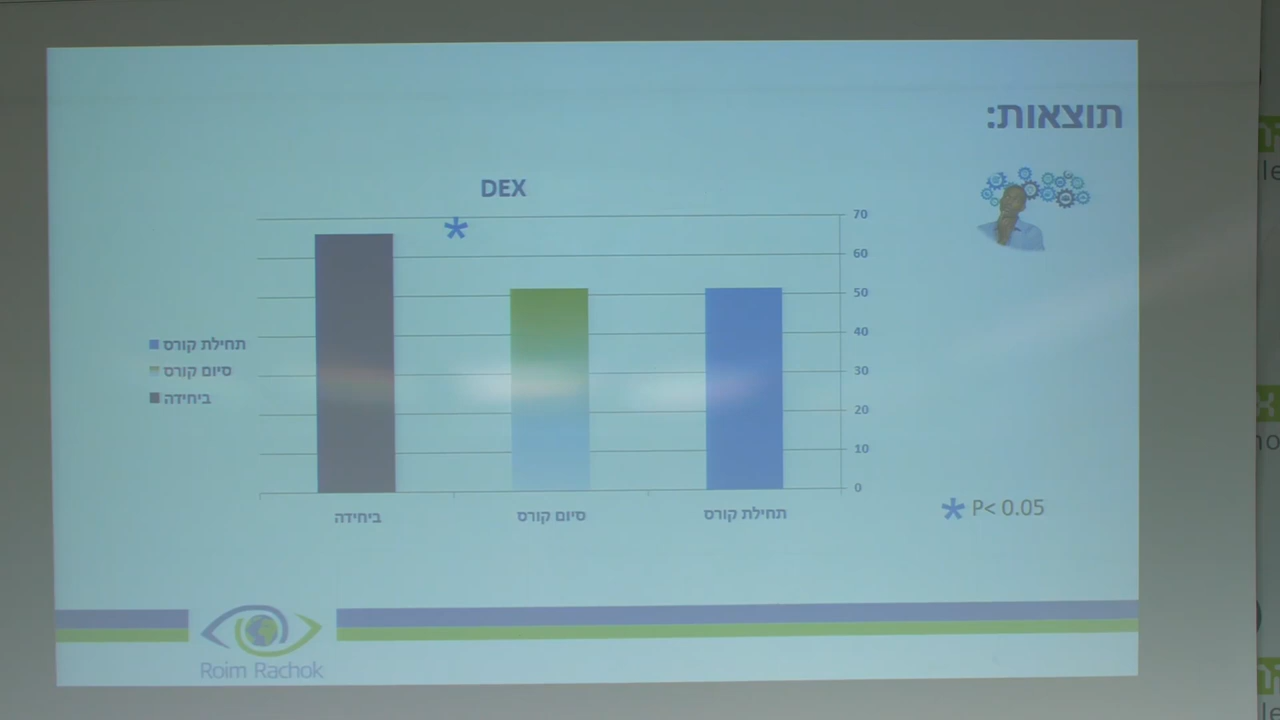 תוצאות:
DEX
*
70
60
50
40
30
20
10
0
תחילת קורס
סיום קורס
ביחידה
תחילת קורס
סיום קורס
ביחידה
* P< 0.05
Roim Rachok